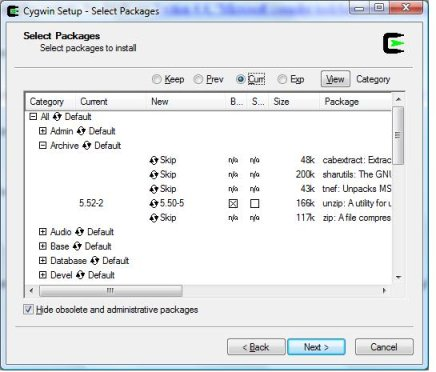 Cygwin Setup - Select Packages
Select Packages
Select packages to install
Keep Prev Curr Exp View Category
Category Current New B... S... Size Package
All Default
Admin Default
Archive Default
Skip n/a n/a 48k cabextract: Extrac
Skip n/a n/a 200k sharutils: The GNU
Skip n/a n/a 43k tnef: Unpacks MS
5.52-2 5.50-5 166k unzip: A utility for u
Skip n/a n/a 117k zip: A file compres
Audio Default
Base Default
Database Default
Devel Default
Hide obsolete and administrative packages
< Back Next > Cancel